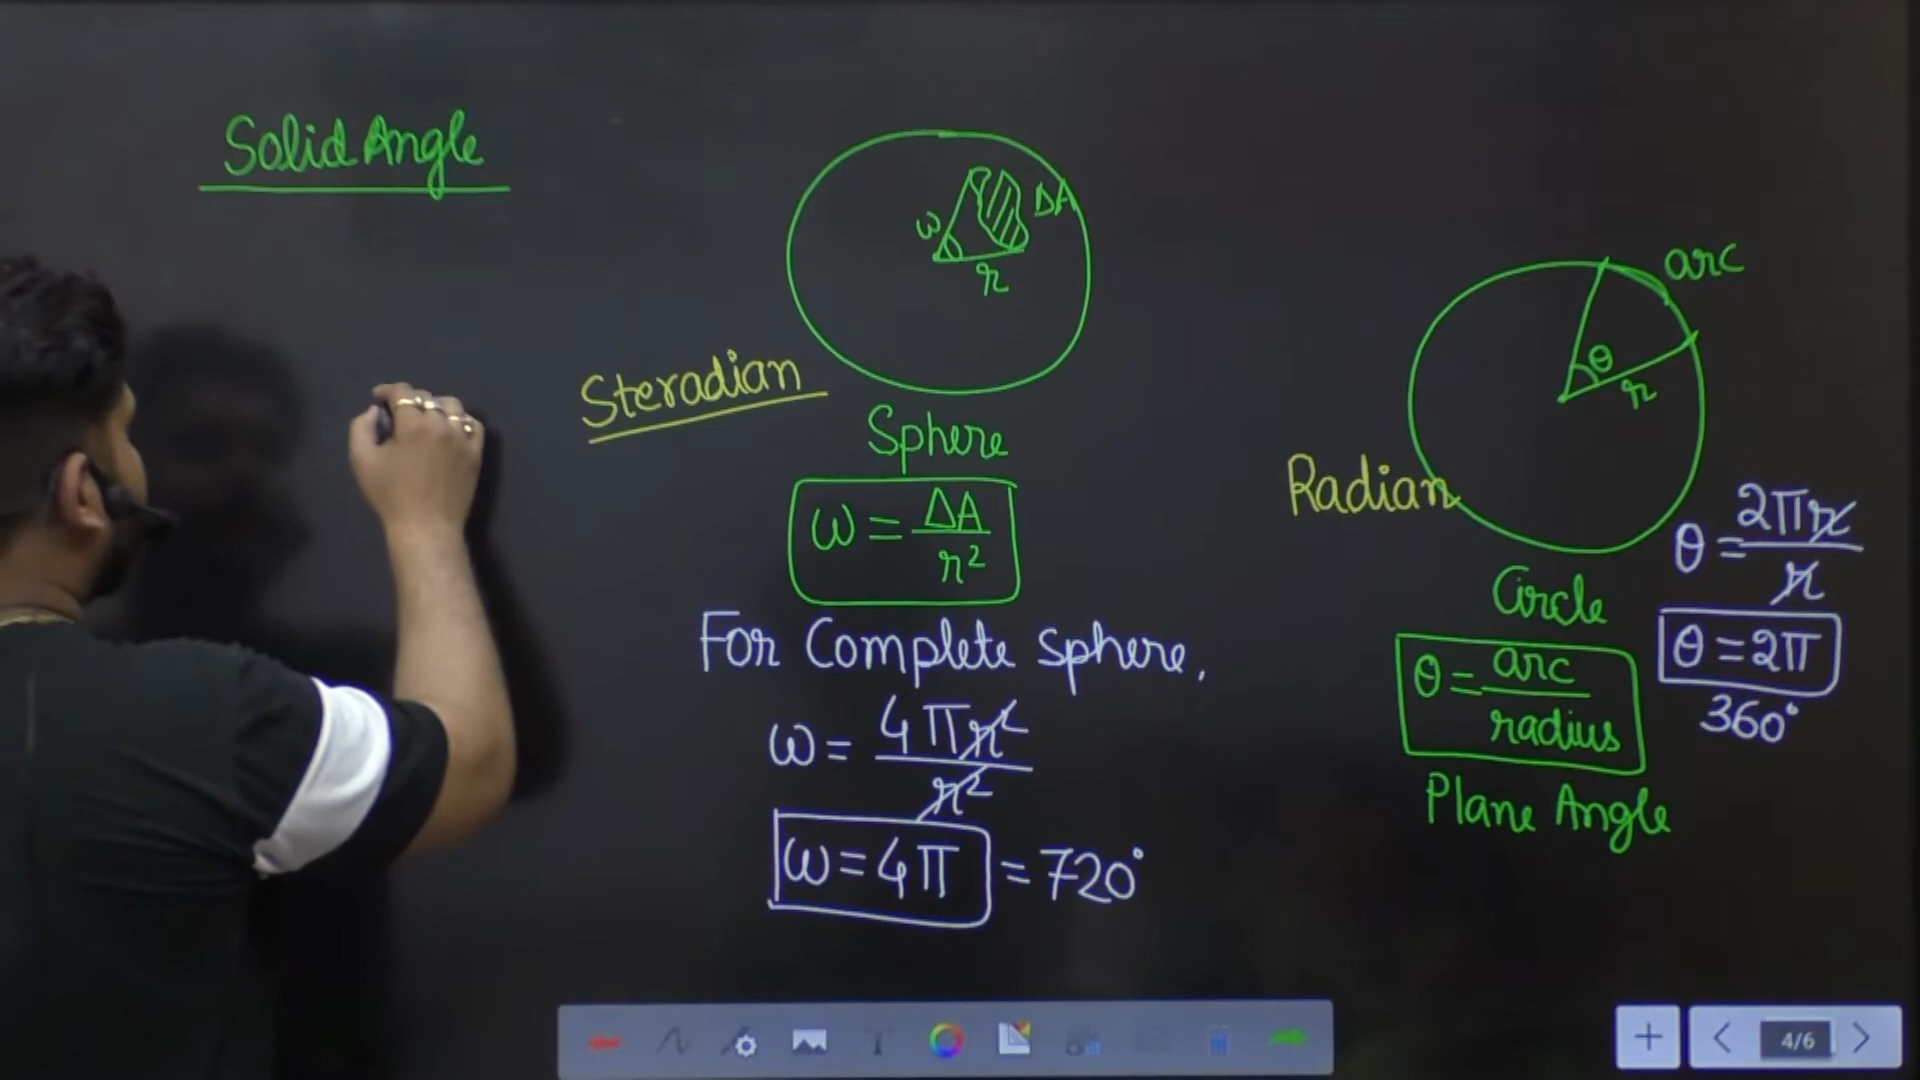 Solid Angle
ω
ΔA
r
Steradian
Sphere
ω = ΔA / r²
For Complete sphere,
ω = 4πr² / r²
ω = 4π = 720°
arc
θ
r
Radian
Circle
θ = arc / radius
Plane Angle
θ = 2πr / r
θ = 2π
360°
4/6